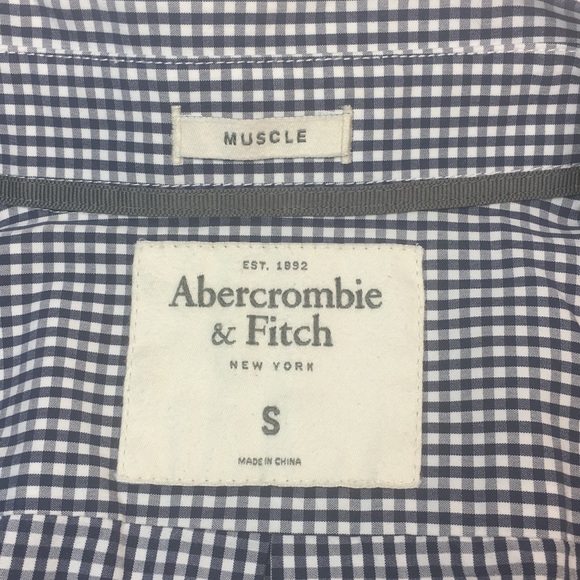 MUSCLE
EST. 1892
Abercrombie
& Fitch
NEW YORK
S
MADE IN CHINA